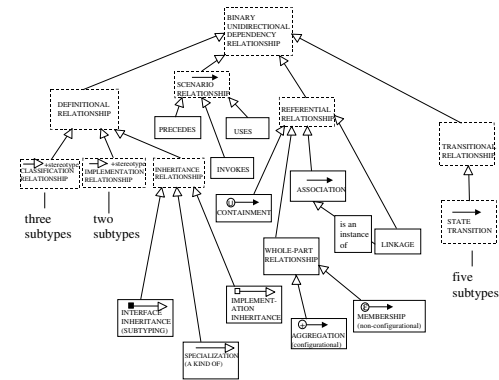 BINARY
UNIDIRECTIONAL
DEPENDENCY
RELATIONSHIP
SCENARIO
RELATIONSHIP
DEFINITIONAL
RELATIONSHIP
REFERENTIAL
RELATIONSHIP
PRECEDES
USES
TRANSITIONAL
RELATIONSHIP
+stereotype
CLASSIFICATION
RELATIONSHIP
+stereotype
IMPLEMENTATION
RELATIONSHIP
INHERITANCE
RELATIONSHIP
INVOKES
ASSOCIATION
CONTAINMENT
three
subtypes
two
subtypes
is an
instance
of
LINKAGE
STATE
TRANSITION
WHOLE-PART
RELATIONSHIP
five
subtypes
INTERFACE
INHERITANCE
(SUBTYPING)
IMPLEMENT-
ATION
INHERITANCE
AGGREGATION
(configurational)
MEMBERSHIP
(non-configurational)
SPECIALIZATION
(A KIND OF)